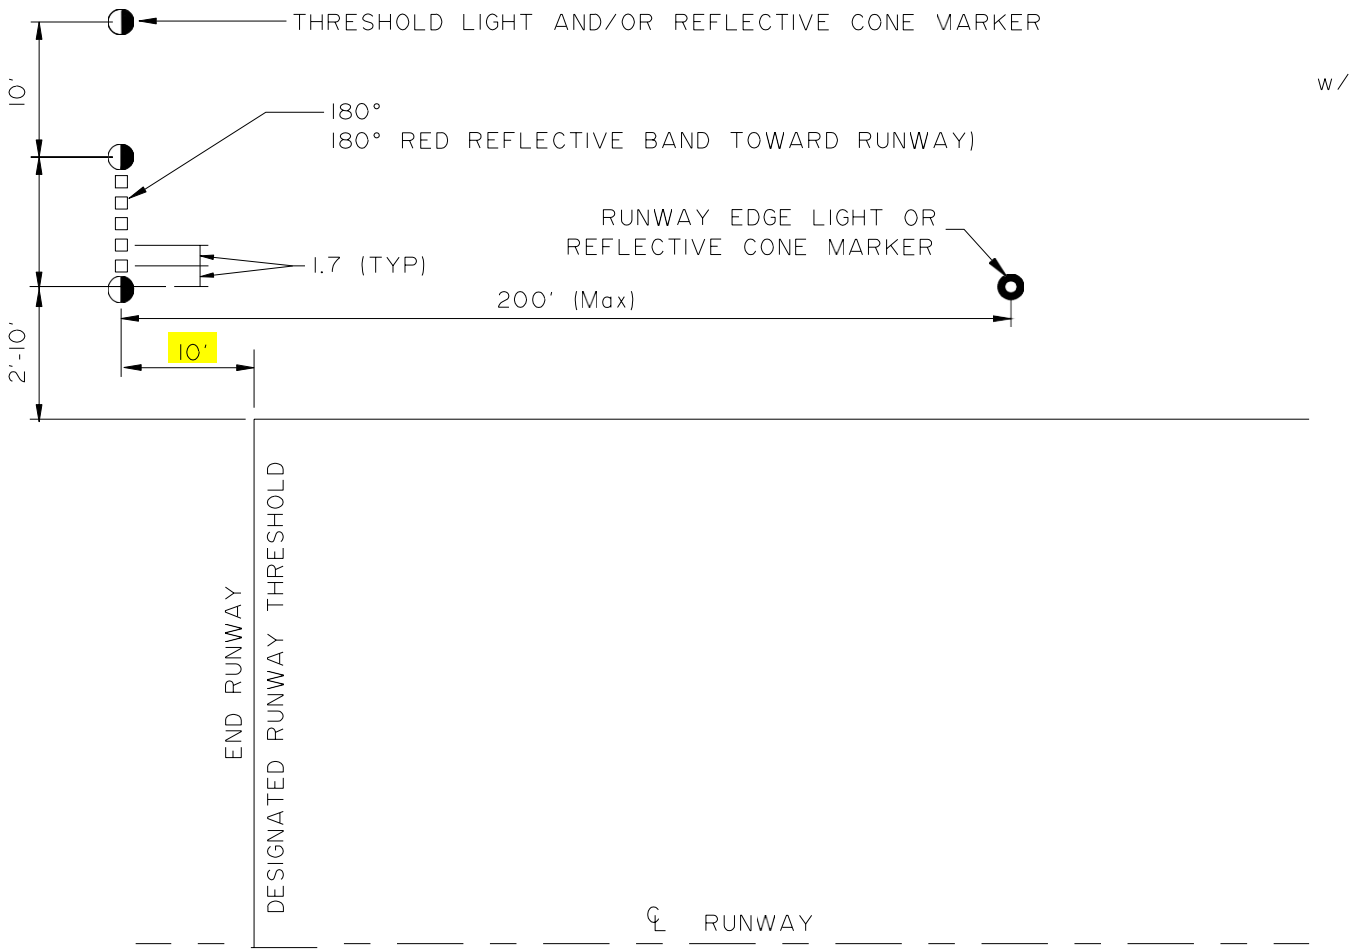 THRESHOLD LIGHT AND/OR REFLECTIVE CONE MARKER
10'
w/
180°
180° RED REFLECTIVE BAND TOWARD RUNWAY)
RUNWAY EDGE LIGHT OR
REFLECTIVE CONE MARKER
1.7 (TYP)
200' (Max)
10'
2'-10'
END RUNWAY
DESIGNATED RUNWAY THRESHOLD
℄ RUNWAY